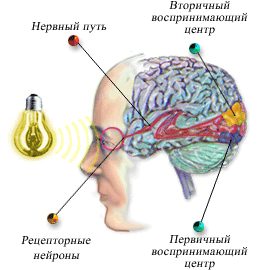 Нервный путь
Вторичный
воспринимающий
центр
Рецепторные
нейроны
Первичный
воспринимающий
центр